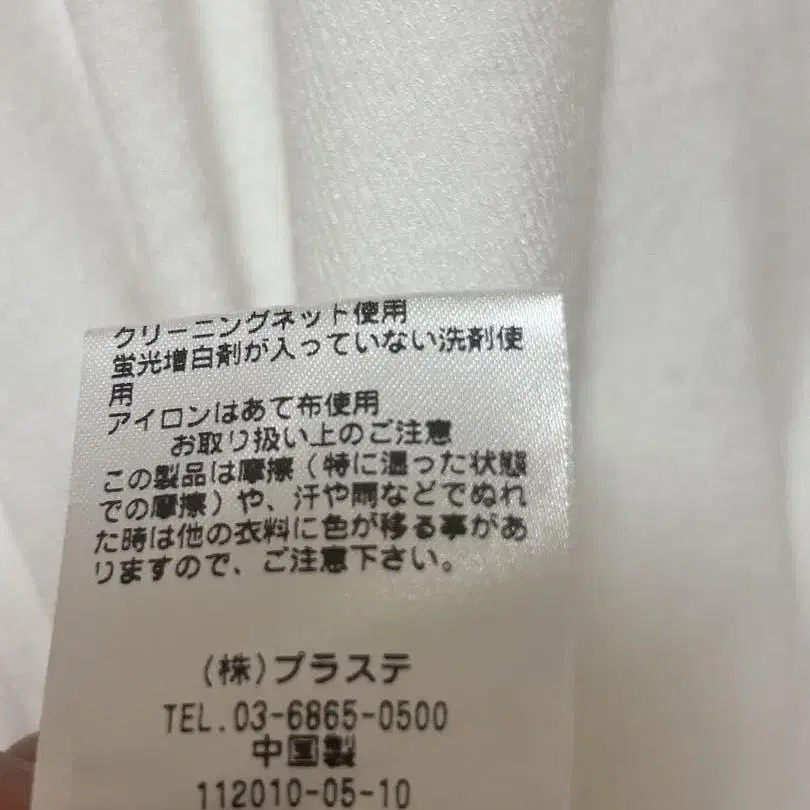 クリーニングネット使用
蛍光増白剤が入っていない洗剤使
用
アイロンはあて布使用
お取り扱い上のご注意
この製品は摩擦(特に湿った状態
での摩擦)や、汗や雨などでぬれ
た時は他の衣料に色が移る事があ
りますので、ご注意下さい。
(株)プラステ
TEL.03-6865-0500
中国製
112010-05-10